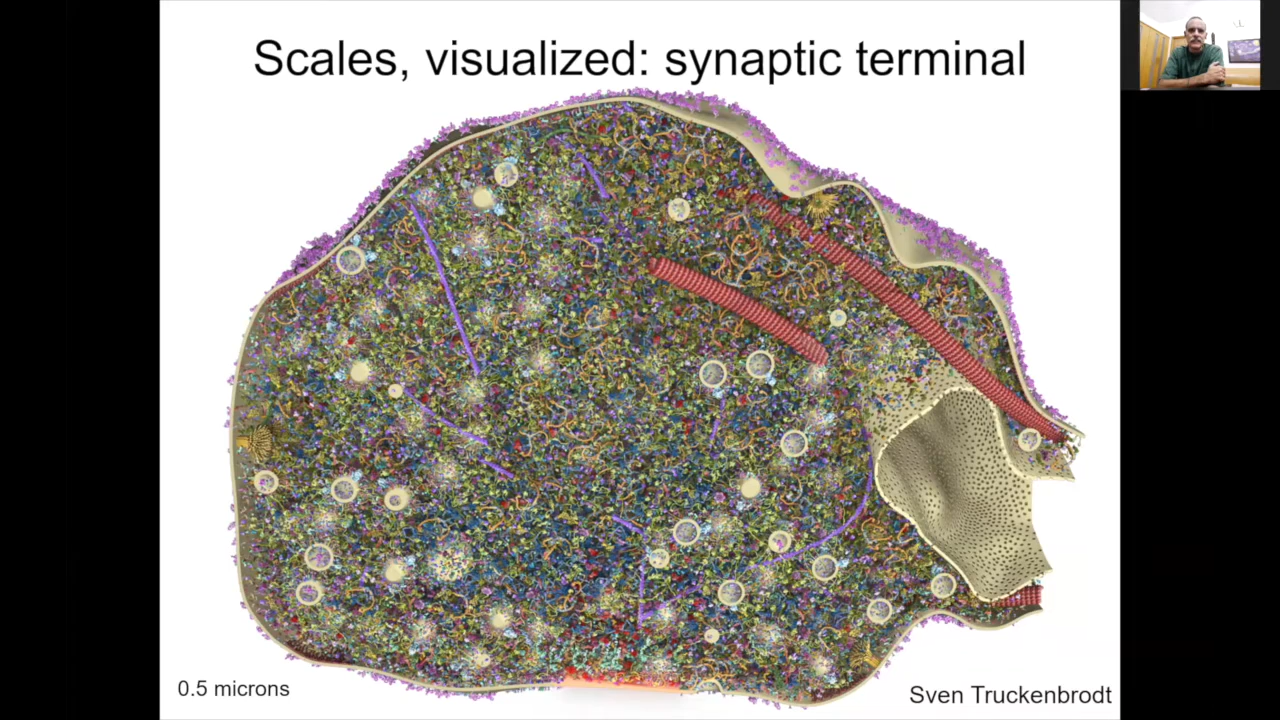 Scales, visualized: synaptic terminal
0.5 microns
Sven Truckenbrodt